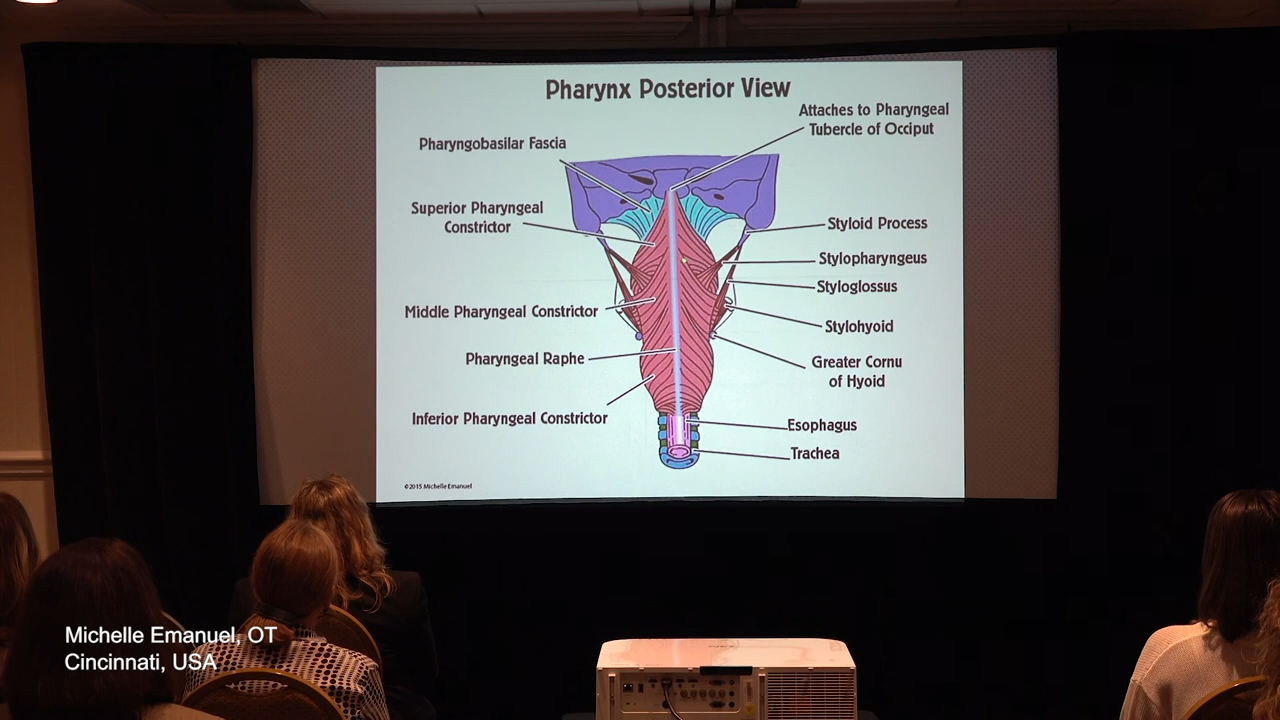 Pharynx Posterior View
Attaches to Pharyngeal
Tubercle of Occiput
Pharyngobasilar Fascia
Superior Pharyngeal
Constrictor
Styloid Process
Stylopharyngeus
Styloglossus
Middle Pharyngeal Constrictor
Stylohyoid
Pharyngeal Raphe
Greater Cornu
of Hyoid
Inferior Pharyngeal Constrictor
Esophagus
Trachea
©2015 Michelle Emanuel
Michelle Emanuel, OT
Cincinnati, USA